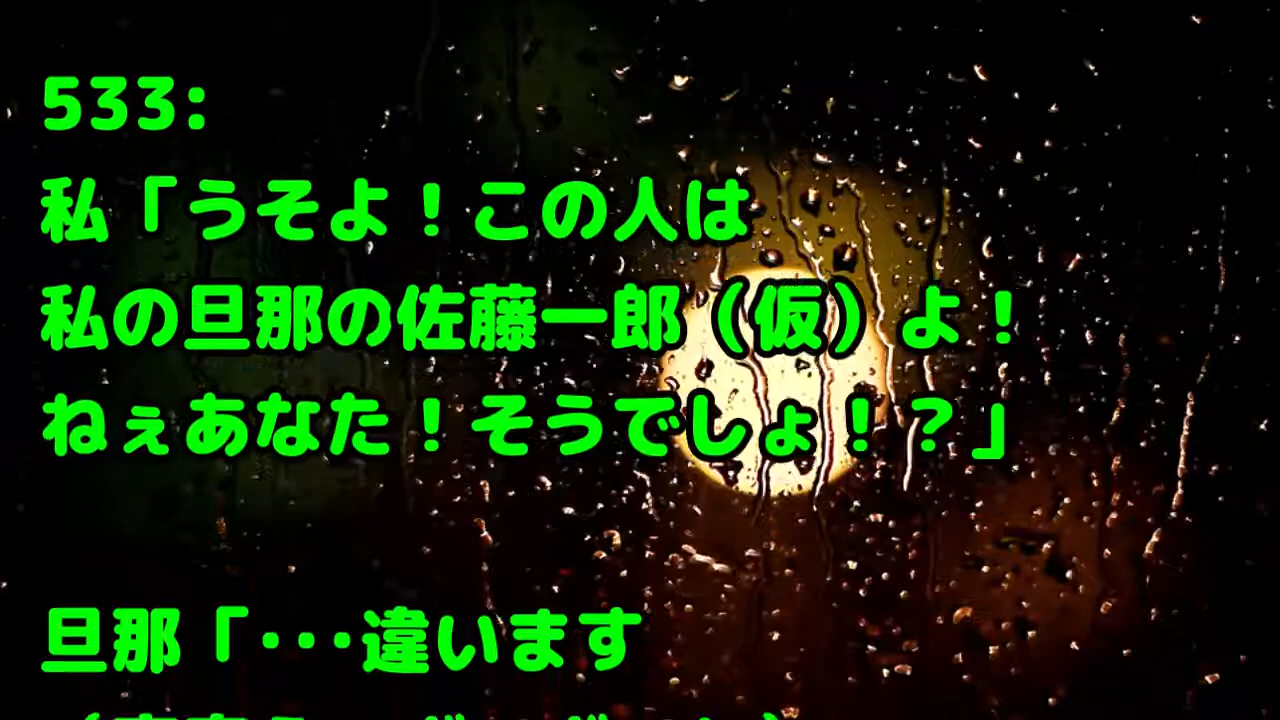 533:
私「うそよ！この人は
私の旦那の佐藤一郎（仮）よ！
ねぇあなた！そうでしょ！？」
旦那「･･･違います